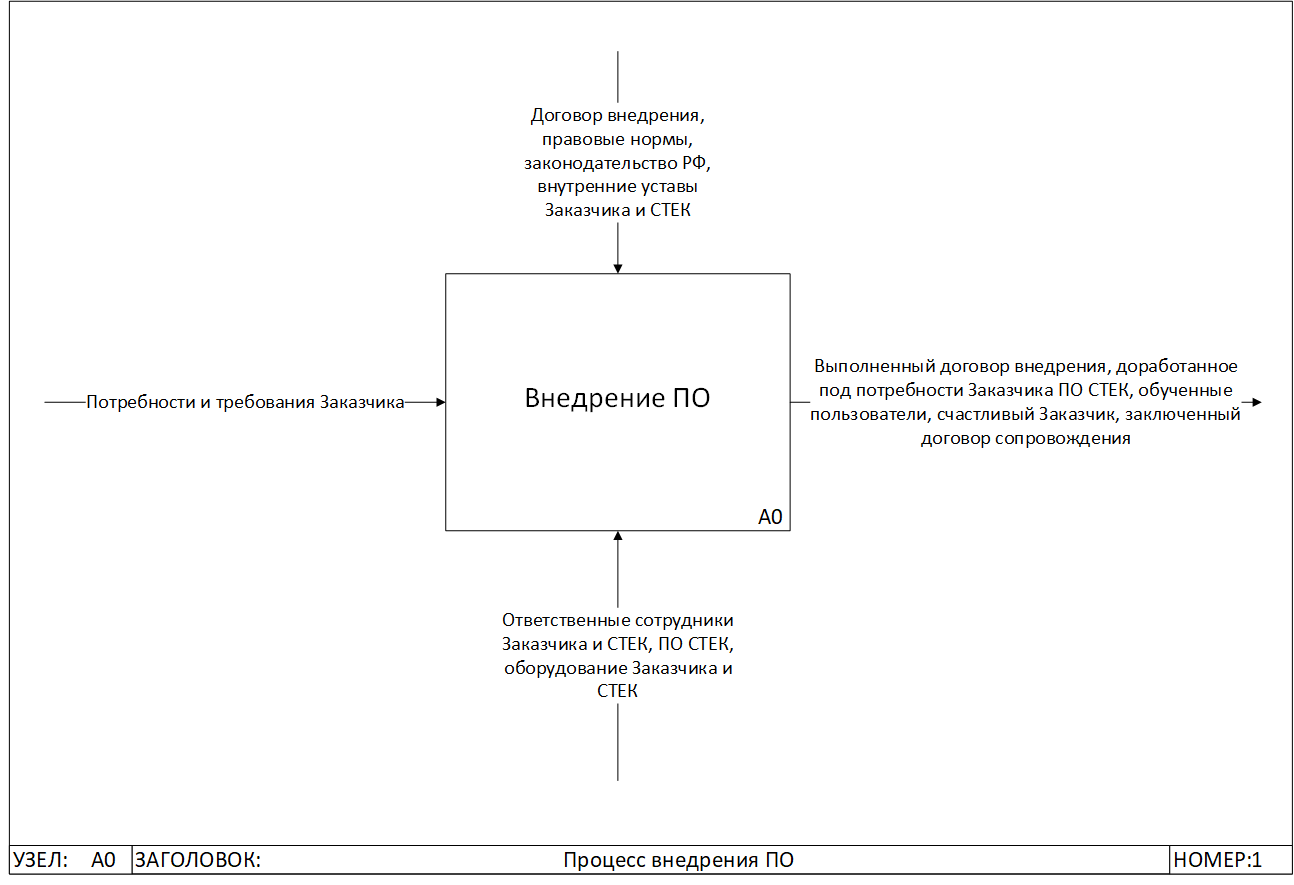 Договор внедрения,
правовые нормы,
законодательство РФ,
внутренние уставы
Заказчика и СТЕК
Потребности и требования Заказчика
Внедрение ПО
A0
Выполненный договор внедрения, доработанное
под потребности Заказчика ПО СТЕК, обученные
пользователи, счастливый Заказчик, заключенный
договор сопровождения
Ответственные сотрудники
Заказчика и СТЕК, ПО СТЕК,
оборудование Заказчика и
СТЕК
УЗЕЛ: A0 ЗАГОЛОВОК: Процесс внедрения ПО НОМЕР:1